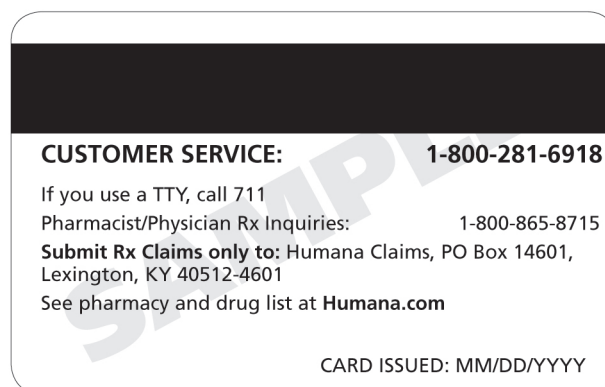 CUSTOMER SERVICE: 1-800-281-6918
If you use a TTY, call 711
Pharmacist/Physician Rx Inquiries: 1-800-865-8715
Submit Rx Claims only to: Humana Claims, PO Box 14601,
Lexington, KY 40512-4601
See pharmacy and drug list at Humana.com
SAMPLE
CARD ISSUED: MM/DD/YYYY